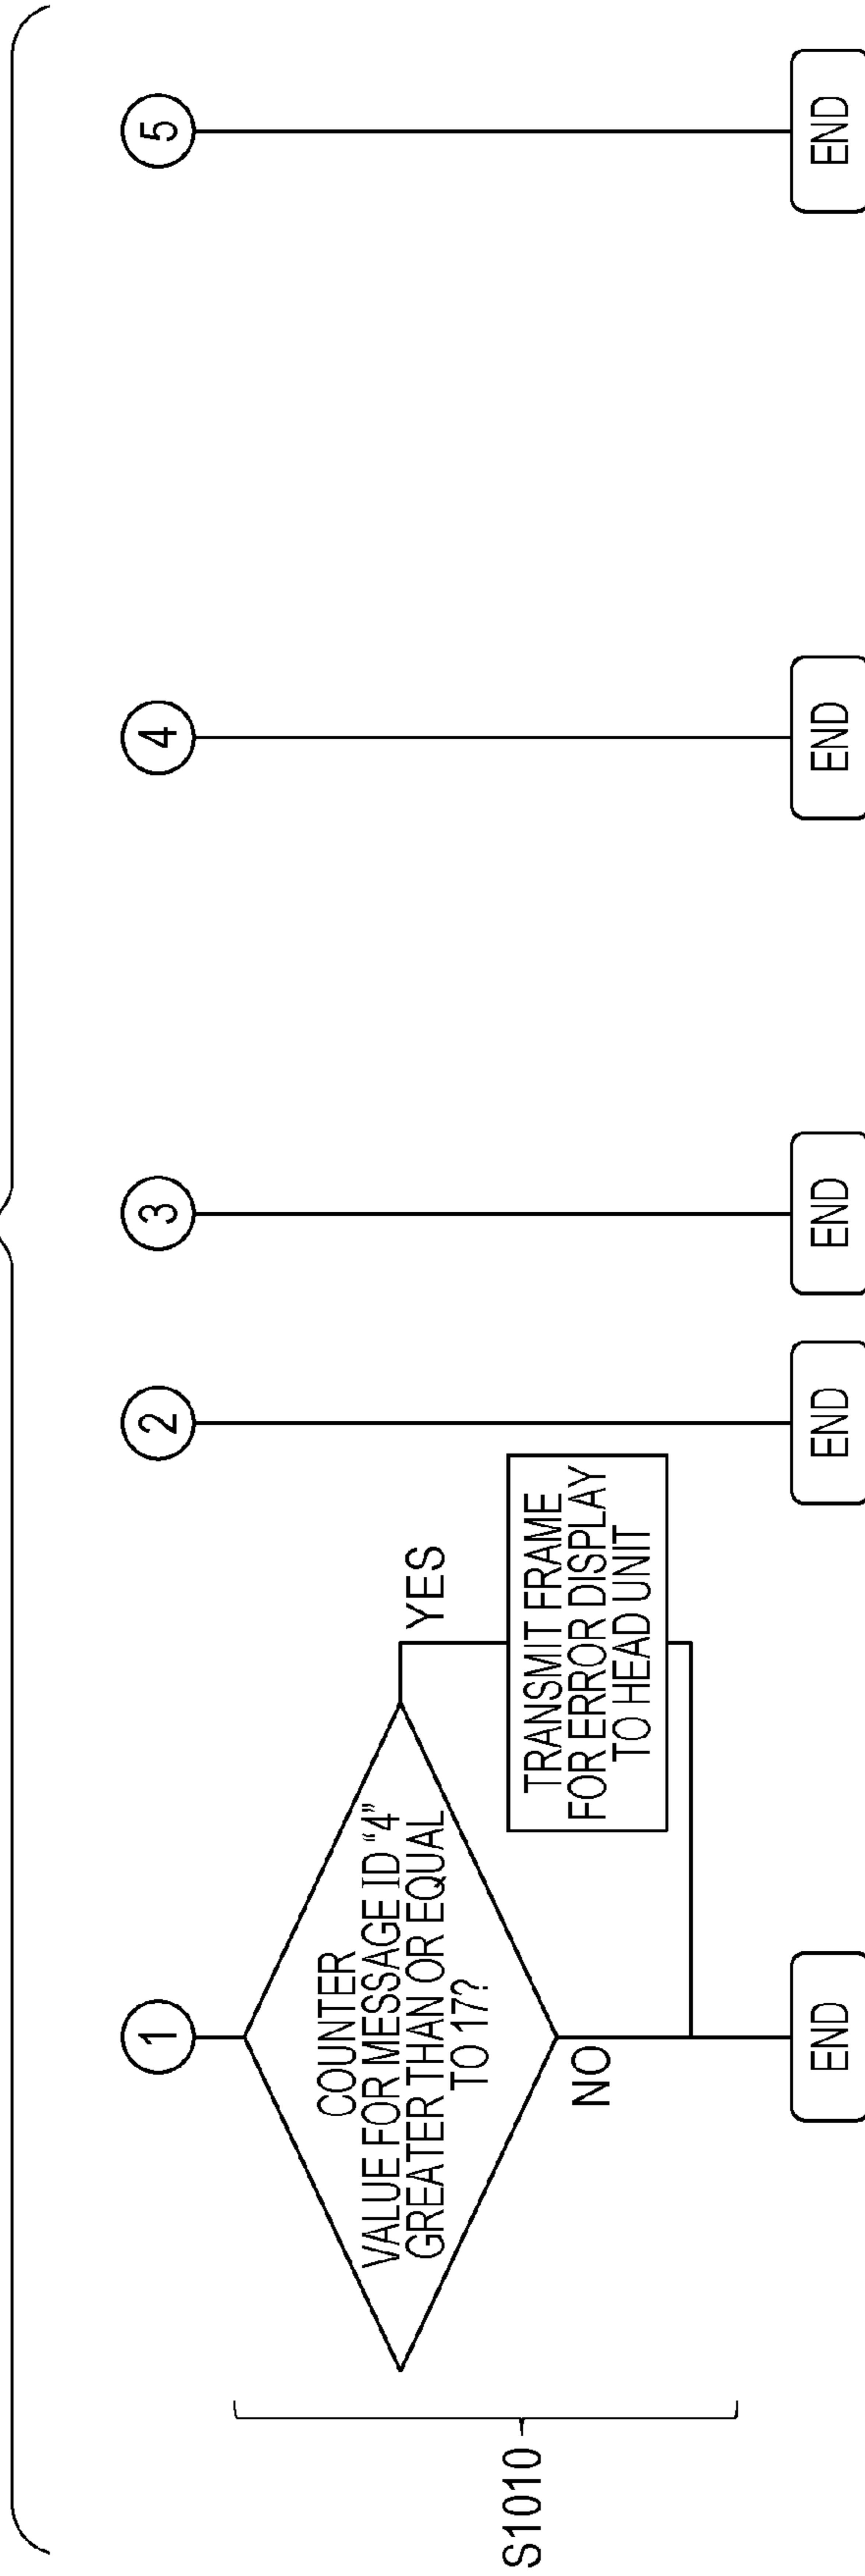 1
2
3
4
5
COUNTER
VALUE FOR MESSAGE ID “4”
GREATER THAN OR EQUAL
TO 17?
YES
NO
TRANSMIT FRAME
FOR ERROR DISPLAY
TO HEAD UNIT
S1010
END
END
END
END
END